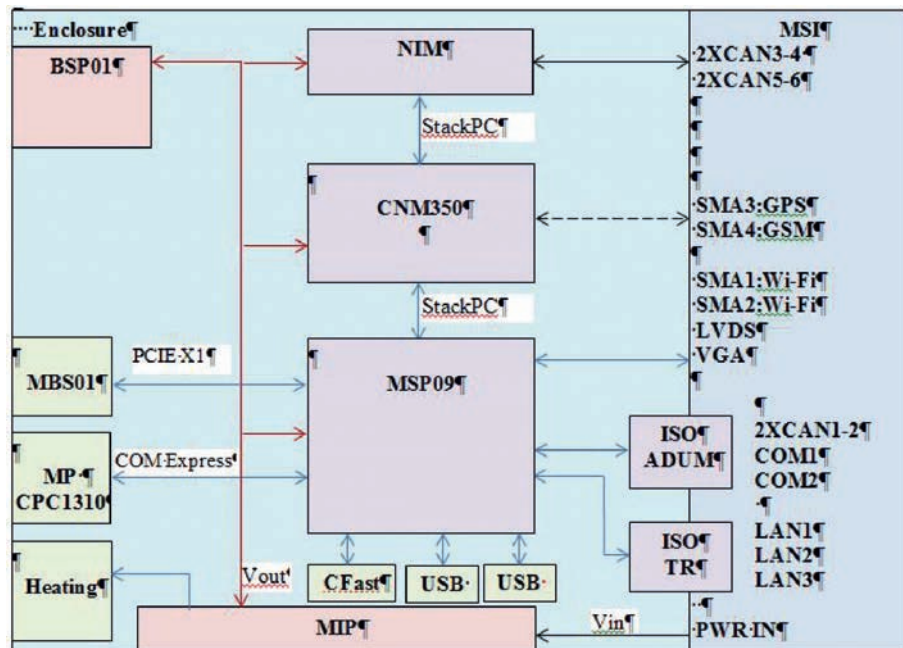 ····Enclosure¶
BSP01¶
NIM¶
MSI¶
·2XCAN3-4¶
·2XCAN5-6¶
¶
¶
¶
¶
StackPC¶
¶
CNM350¶
¶
·SMA3:GPS¶
·SMA4:GSM¶
¶
·SMA1:Wi-Fi¶
·SMA2:Wi-Fi¶
·LVDS¶
·VGA¶
¶
StackPC¶
¶
MSP09¶
¶
MBS01¶
PCIE·X1¶
¶
MP·¶
CPC1310¶
COM·Express¶
ISO¶
ADUM¶
¶
2XCAN1-2¶
COM1¶
COM2¶
·¶
LAN1¶
LAN2¶
LAN3¶
ISO¶
TR¶
¶
Heating¶
Vout¶
CFast¶
USB·
USB·
MIP¶
Vin¶
··¶
·PWR·IN¶